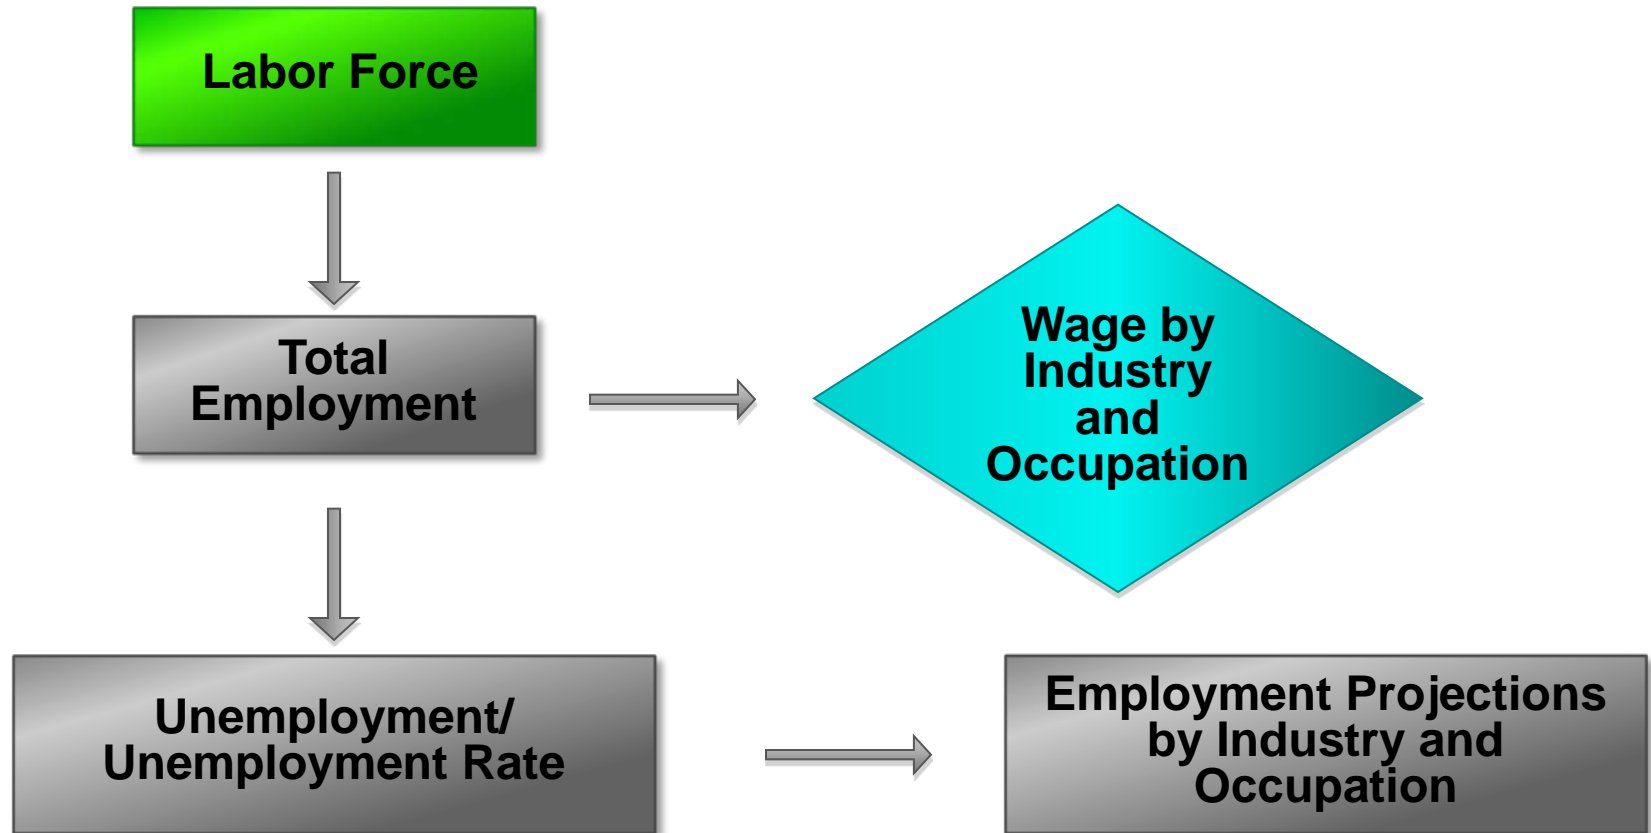 Labor Force
Total
Employment
Wage by
Industry
and
Occupation
Unemployment/
Unemployment Rate
Employment Projections
by Industry and
Occupation